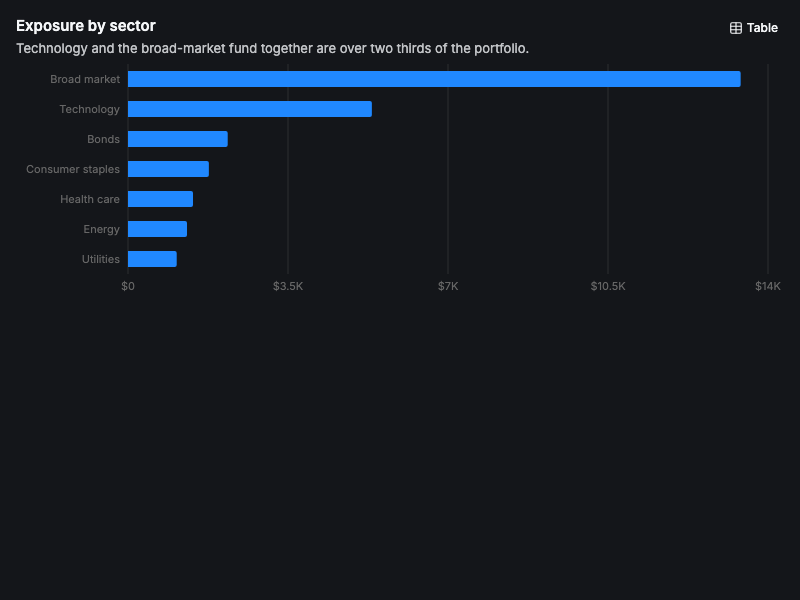 Exposure by sector
Table
Technology and the broad-market fund together are over two thirds of the portfolio.
Broad market
Technology
Bonds
Consumer staples
Health care
Energy
Utilities
$0 $3.5K $7K $10.5K $14K